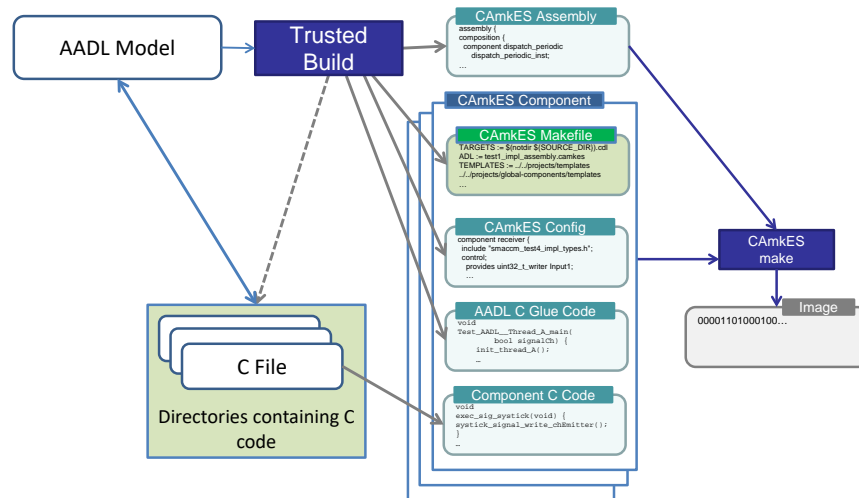 AADL Model
Trusted
Build
CAmkES Assembly
assembly {
composition {
component dispatch_periodic
dispatch_periodic_inst;
...
CAmkES Component
CAmkES Makefile
TARGETS := $(notdir $(SOURCE_DIR)).cdl
ADL := test1_impl_assembly.camkes
TEMPLATES := ../../projects/templates
../../projects/global-components/templates
...
CAmkES Config
component receiver {
include "smaccm_test4_impl_types.h";
control;
provides uint32_t_writer Input1;
...
AADL C Glue Code
void
Test_AADL__Thread_A_main(
bool signalCh) {
init_thread_A();
…
Component C Code
void
exec_sig_systick(void) {
systick_signal_write_chEmitter();
}
…
C File
Directories containing C
code
CAmkES
make
Image
00001101000100…